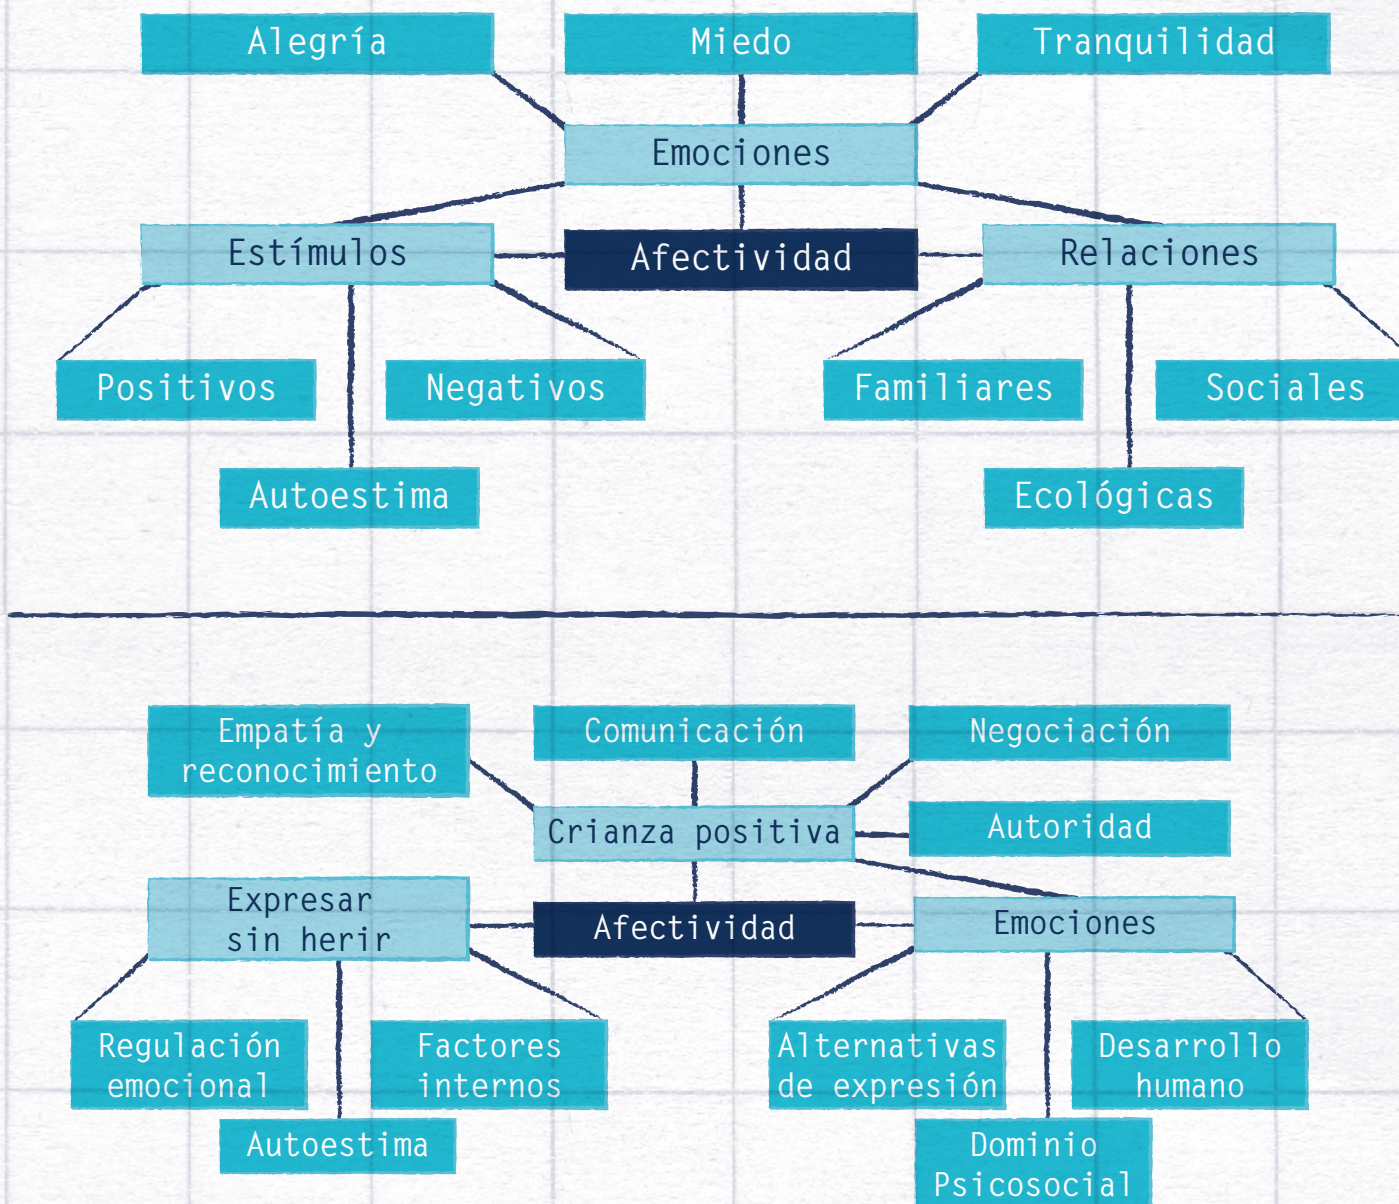 Alegría
Miedo
Tranquilidad
Emociones
Estímulos
Afectividad
Relaciones
Positivos
Negativos
Familiares
Sociales
Autoestima
Ecológicas
Empatía y
reconocimiento
Comunicación
Negociación
Crianza positiva
Autoridad
Expresar
sin herir
Afectividad
Emociones
Regulación
emocional
Factores
internos
Alternativas
de expresión
Desarrollo
humano
Autoestima
Dominio
Psicosocial